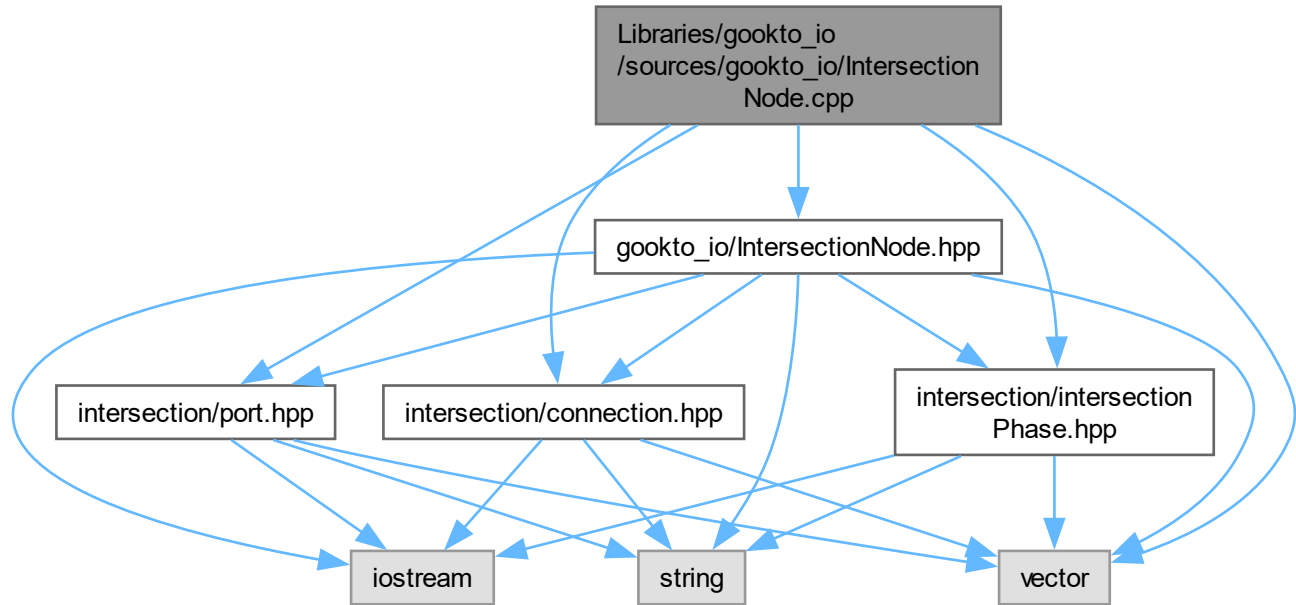 Libraries/gookto_io
/sources/gookto_io/Intersection
Node.cpp
gookto_io/IntersectionNode.hpp
intersection/port.hpp
intersection/connection.hpp
intersection/intersection
Phase.hpp
iostream
string
vector